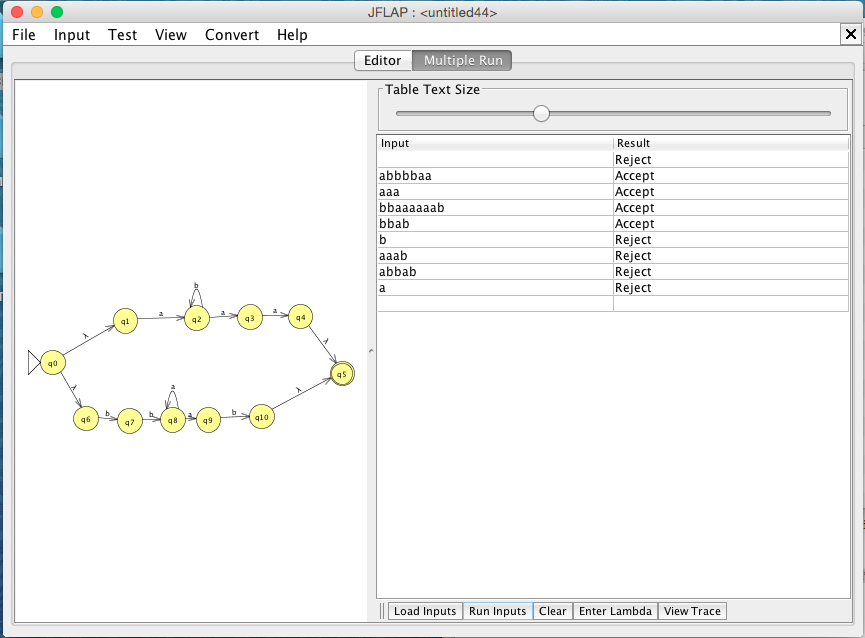 JFLAP : <untitled44>
File Input Test View Convert Help
Editor Multiple Run
Table Text Size
Input Result
Reject
abbbbaa Accept
aaa Accept
bbaaaaaab Accept
bbab Accept
b Reject
aaab Reject
abbab Reject
a Reject
b
q1 a q2 a q3 a q4
λ λ
q0 q5
λ a λ
q6 b q7 b q8 a q9 b q10
Load Inputs Run Inputs Clear Enter Lambda View Trace